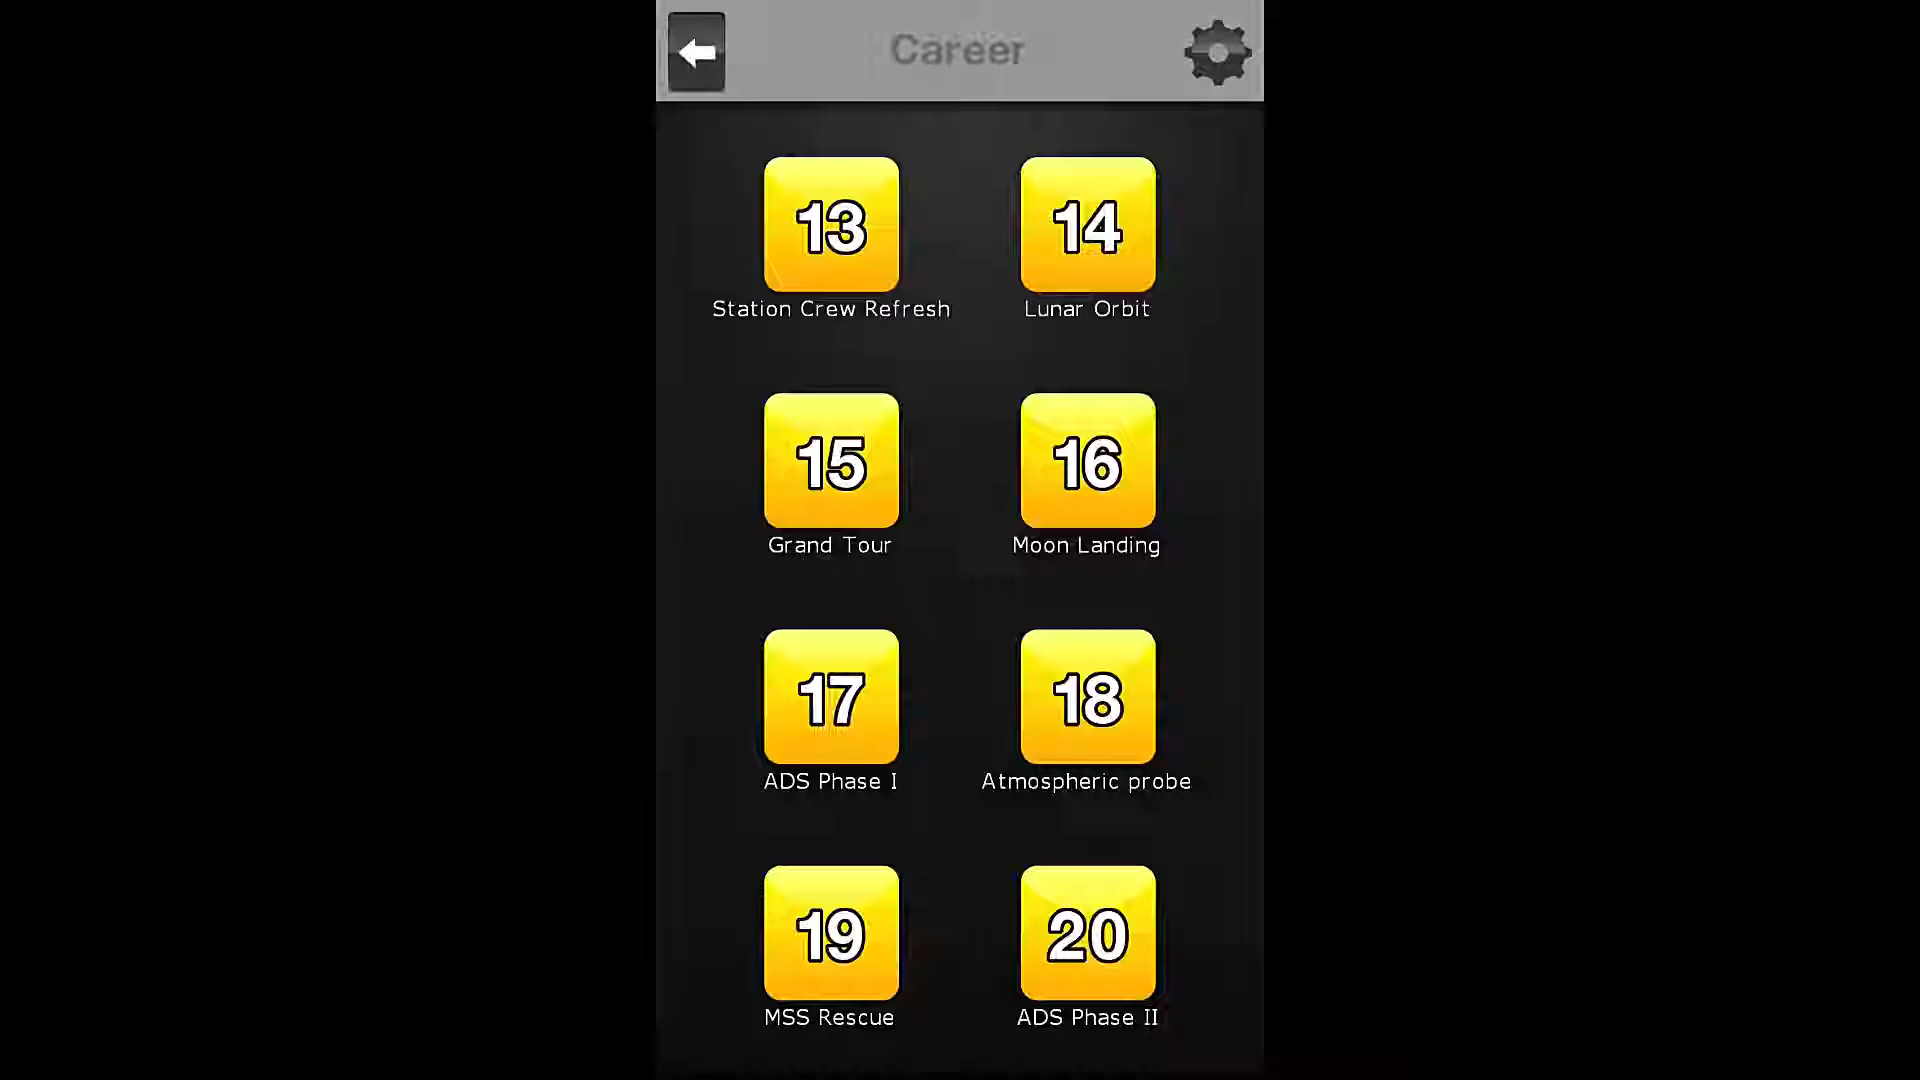 Career
13 14
Station Crew Refresh Lunar Orbit
15 16
Grand Tour Moon Landing
17 18
ADS Phase I Atmospheric probe
19 20
MSS Rescue ADS Phase II